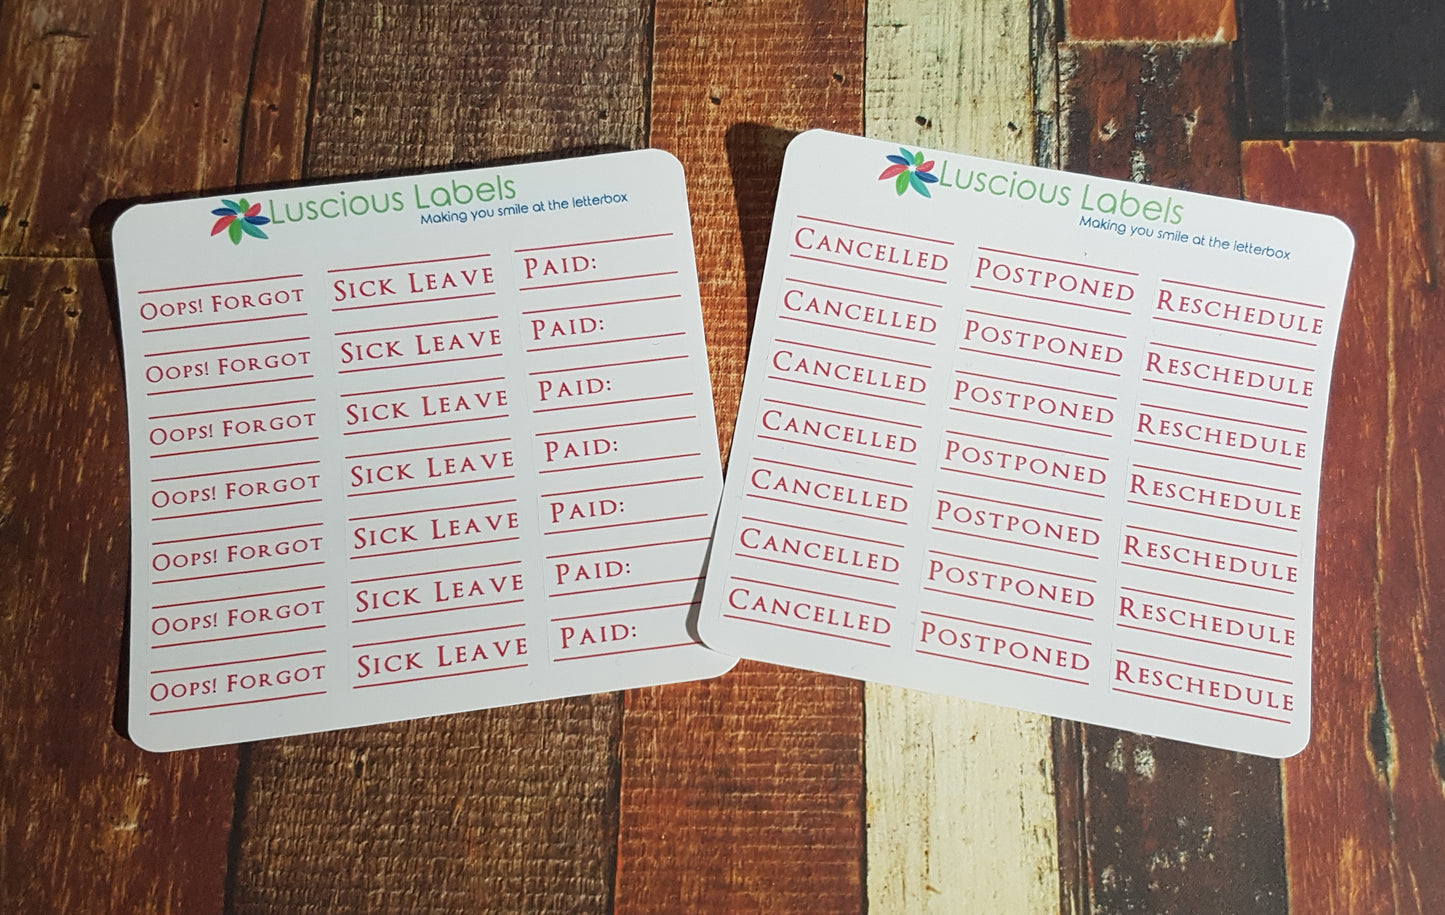 Luscious Labels
Making you smile at the letterbox
Oops! Forgot Sick Leave Paid:
Oops! Forgot Sick Leave Paid:
Oops! Forgot Sick Leave Paid:
Oops! Forgot Sick Leave Paid:
Oops! Forgot Sick Leave Paid:
Oops! Forgot Sick Leave Paid:
Oops! Forgot Sick Leave Paid:
Luscious Labels
Making you smile at the letterbox
Cancelled Postponed Reschedule
Cancelled Postponed Reschedule
Cancelled Postponed Reschedule
Cancelled Postponed Reschedule
Cancelled Postponed Reschedule
Cancelled Postponed Reschedule
Cancelled Postponed Reschedule